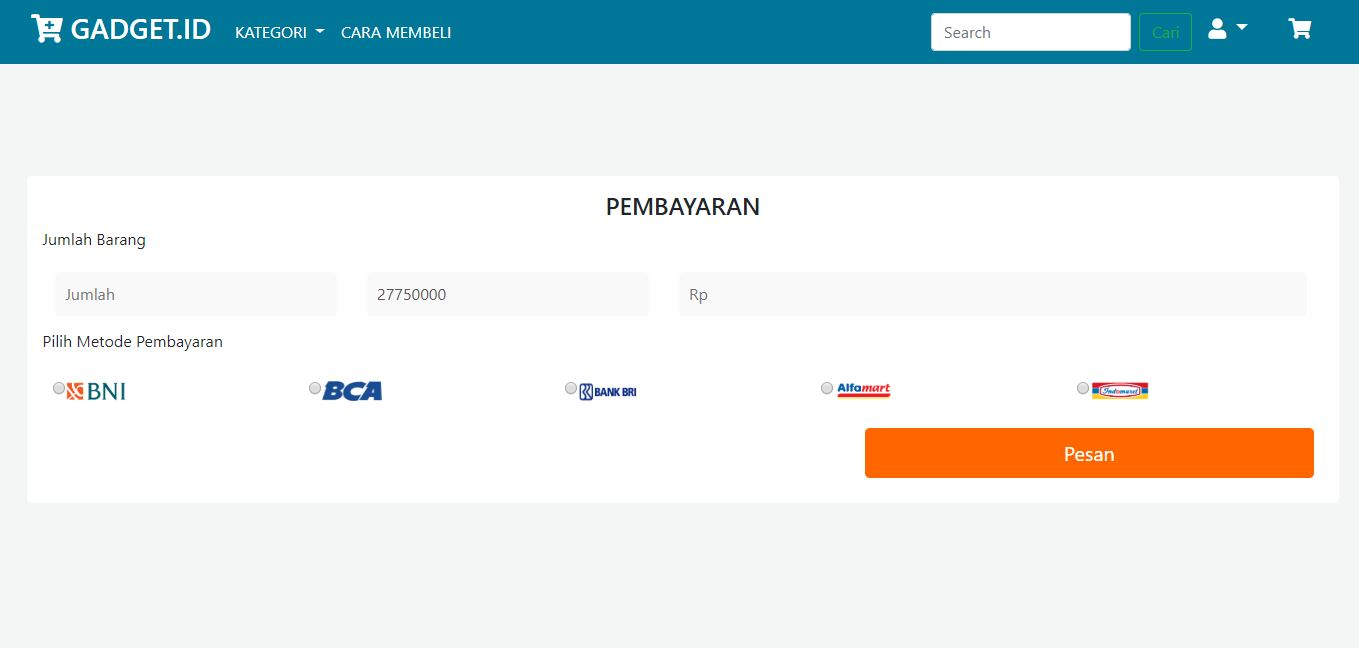 GADGET.ID KATEGORI CARA MEMBELI Search Cari
PEMBAYARAN
Jumlah Barang
Jumlah 27750000 Rp
Pilih Metode Pembayaran
BNI BCA BANK BRI Alfamart Indomaret
Pesan